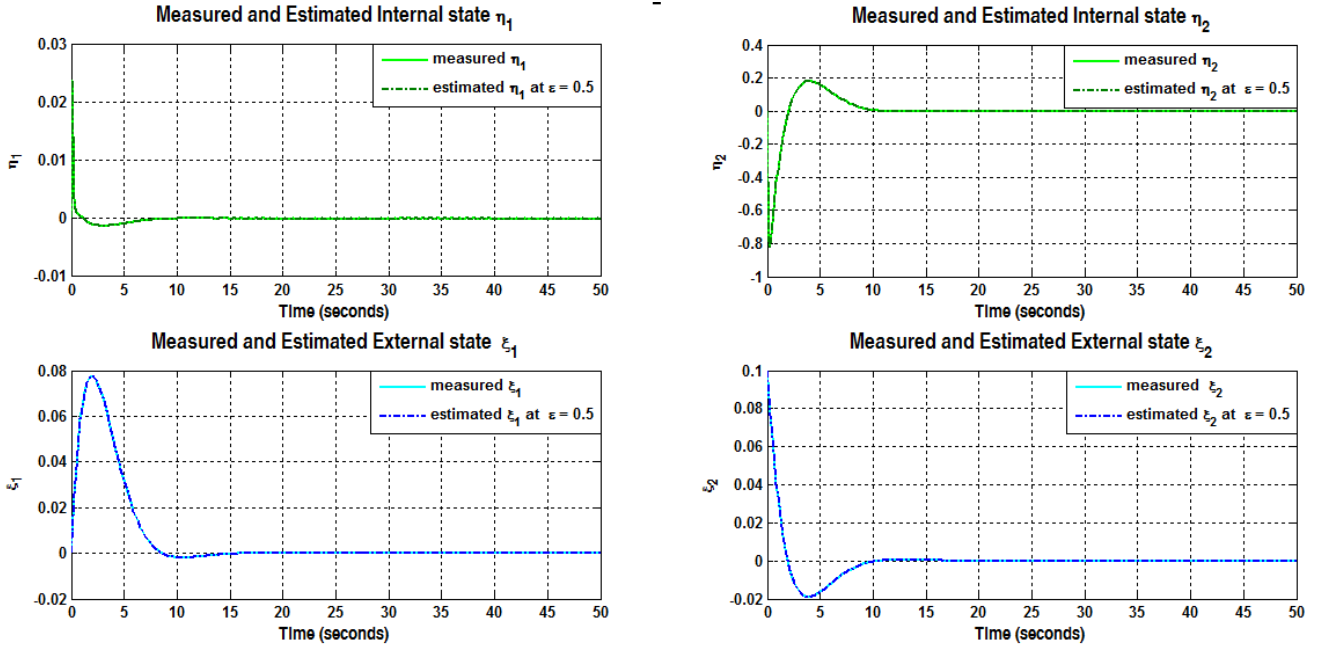 Measured and Estimated Internal state η1
0.03
0.02
0.01
0
-0.01
η1
measured η1
estimated η1 at ε = 0.5
0 5 10 15 20 25 30 35 40 45 50
Time (seconds)
Measured and Estimated Internal state η2
0.4
0.2
0
-0.2
-0.4
-0.6
-0.8
-1
η2
measured η2
estimated η2 at ε = 0.5
0 5 10 15 20 25 30 35 40 45 50
Time (seconds)
Measured and Estimated External state ξ1
0.08
0.06
0.04
0.02
0
-0.02
ξ1
measured ξ1
estimated ξ1 at ε = 0.5
0 5 10 15 20 25 30 35 40 45 50
Time (seconds)
Measured and Estimated External state ξ2
0.1
0.08
0.06
0.04
0.02
0
-0.02
ξ2
measured ξ2
estimated ξ2 at ε = 0.5
0 5 10 15 20 25 30 35 40 45 50
Time (seconds)